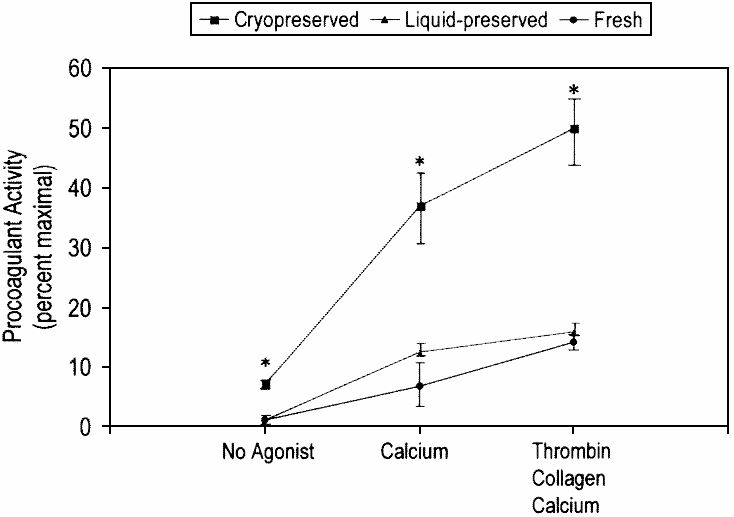 Cryopreserved Liquid-preserved Fresh
Procoagulant Activity
(percent maximal)
60
50
40
30
20
10
0
*
*
*
No Agonist Calcium Thrombin
Collagen
Calcium